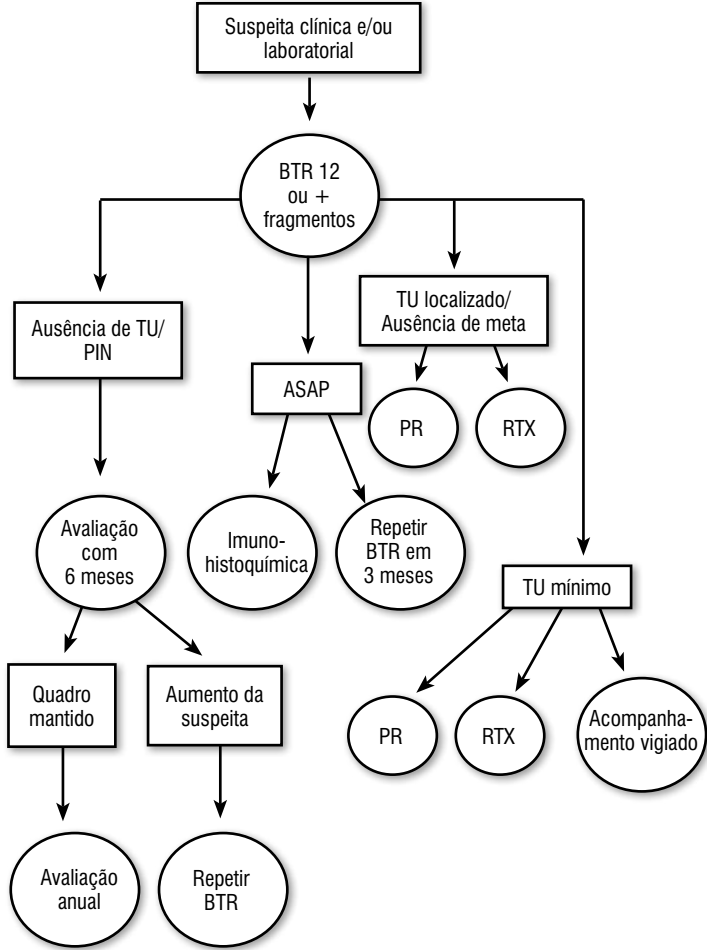 Suspeita clínica e/ou
laboratorial
BTR 12
ou +
fragmentos
Ausência de TU/
PIN
ASAP
TU localizado/
Ausência de meta
PR
RTX
Avaliação
com
6 meses
Imuno-
histoquímica
Repetir
BTR em
3 meses
TU mínimo
Quadro
mantido
Aumento da
suspeita
PR
RTX
Acompanha-
mento vigiado
Avaliação
anual
Repetir
BTR